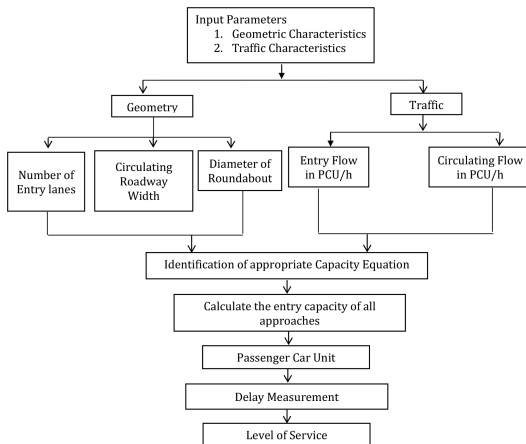 Input Parameters
1. Geometric Characteristics
2. Traffic Characteristics
Geometry
Traffic
Number of
Entry lanes
Circulating
Roadway
Width
Diameter of
Roundabout
Entry Flow
in PCU/h
Circulating Flow
in PCU/h
Identification of appropriate Capacity Equation
Calculate the entry capacity of all
approaches
Passenger Car Unit
Delay Measurement
Level of Service